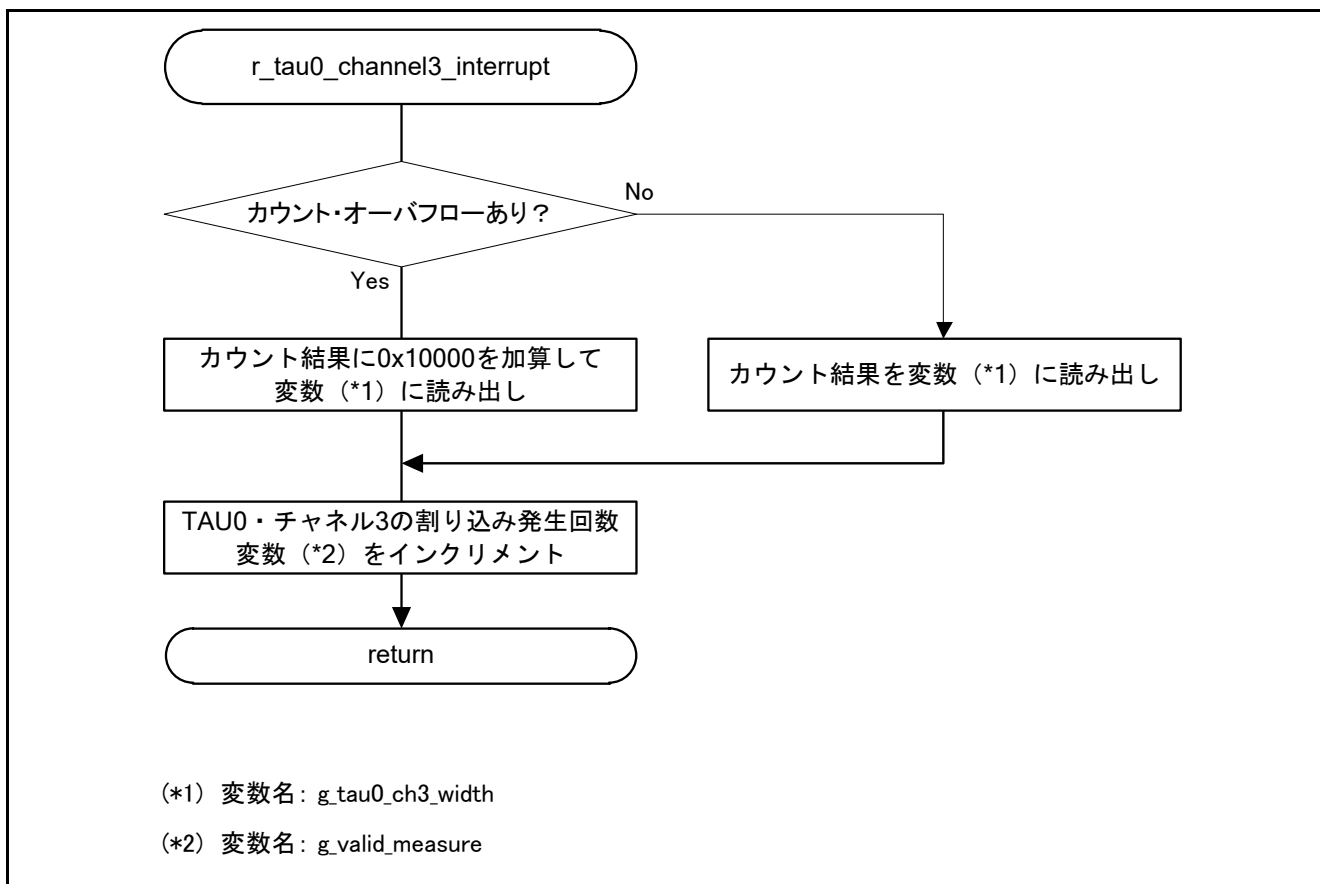 r_tau0_channel3_interrupt
カウント・オーバフローあり？
No
Yes
カウント結果に0x10000を加算して
変数（*1）に読み出し
カウント結果を変数（*1）に読み出し
TAU0・チャネル3の割り込み発生回数
変数（*2）をインクリメント
return
(*1) 変数名: g_tau0_ch3_width
(*2) 変数名: g_valid_measure